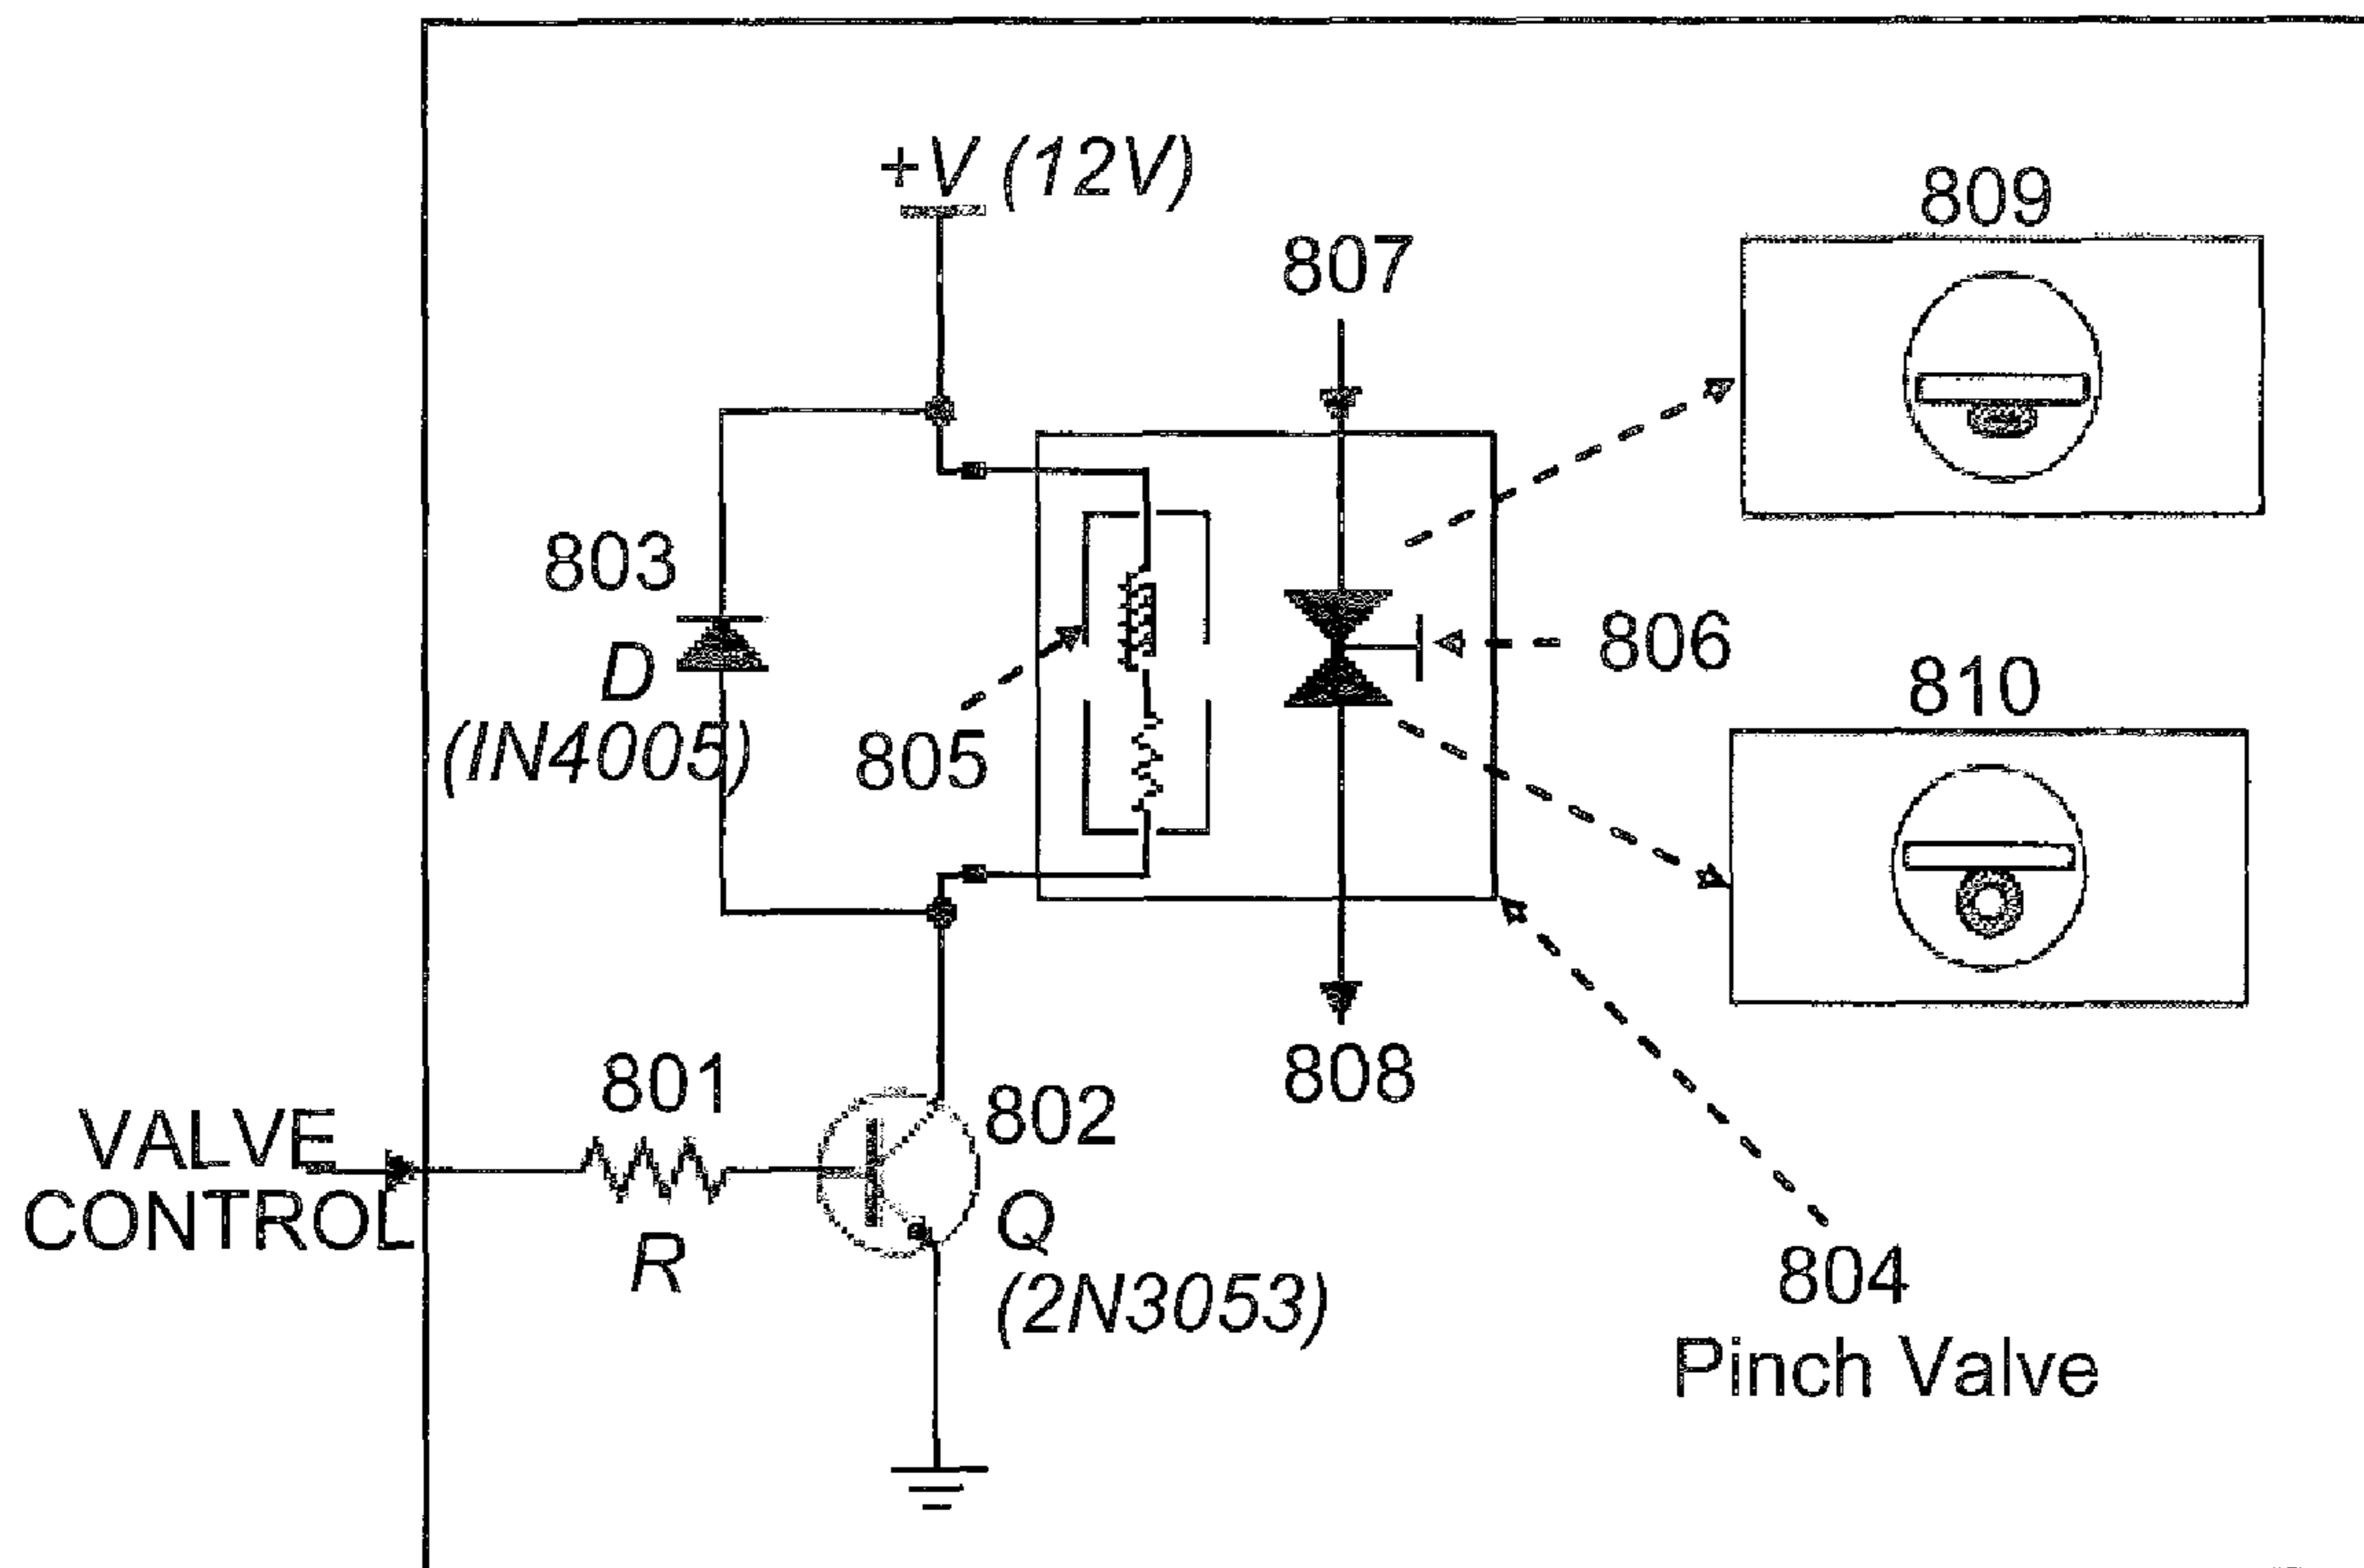 +V (12V)
809
807
803
D
(IN4005)
805
806
810
801
802
808
VALVE
CONTROL
R
Q
(2N3053)
804
Pinch Valve